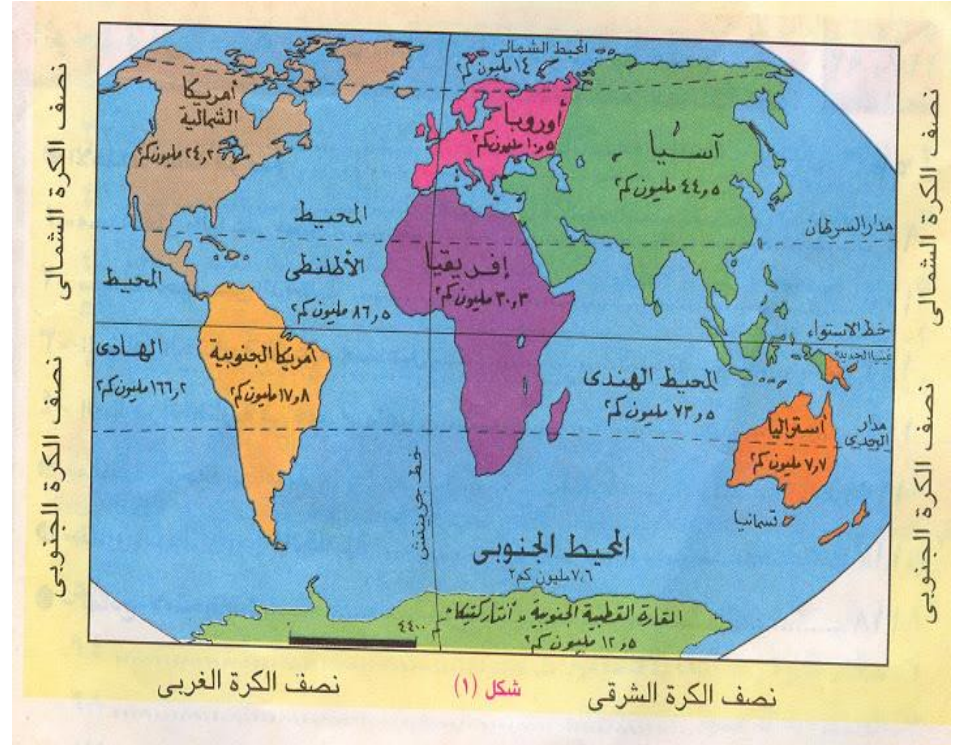 المحيط الشمالى
١٤ مليون كم٢
أمريكا
الشمالية
٢٤٫٢ مليون كم٢
أوروبا
١٠٫٥ مليون كم٢
آسيا
٤٤٫٥ مليون كم٢
نصف الكرة الشمالى
نصف الكرة الشمالى
مدار السرطان
المحيط
الأطلنطى
٨٦٫٥ مليون كم٢
إفريقيا
٣٠٫٣ مليون كم٢
المحيط
الهادى
١٦٦٫٢ مليون كم٢
خط الاستواء
غينيا الجديدة
أمريكا الجنوبية
١٧٫٨ مليون كم٢
المحيط الهندى
٧٣٫٥ مليون كم٢
مدار
الجدى
استراليا
٧٫٧ مليون كم٢
تسمانيا
خط جرينتش
نصف الكرة الجنوبى
نصف الكرة الجنوبى
المحيط الجنوبى
٧٫٦ مليون كم٢
القارة القطبية الجنوبية "أنتاركتيكا"
١٢٫٥ مليون كم٢
٤٤٠٠
نصف الكرة الشرقى
شكل (١)
نصف الكرة الغربى